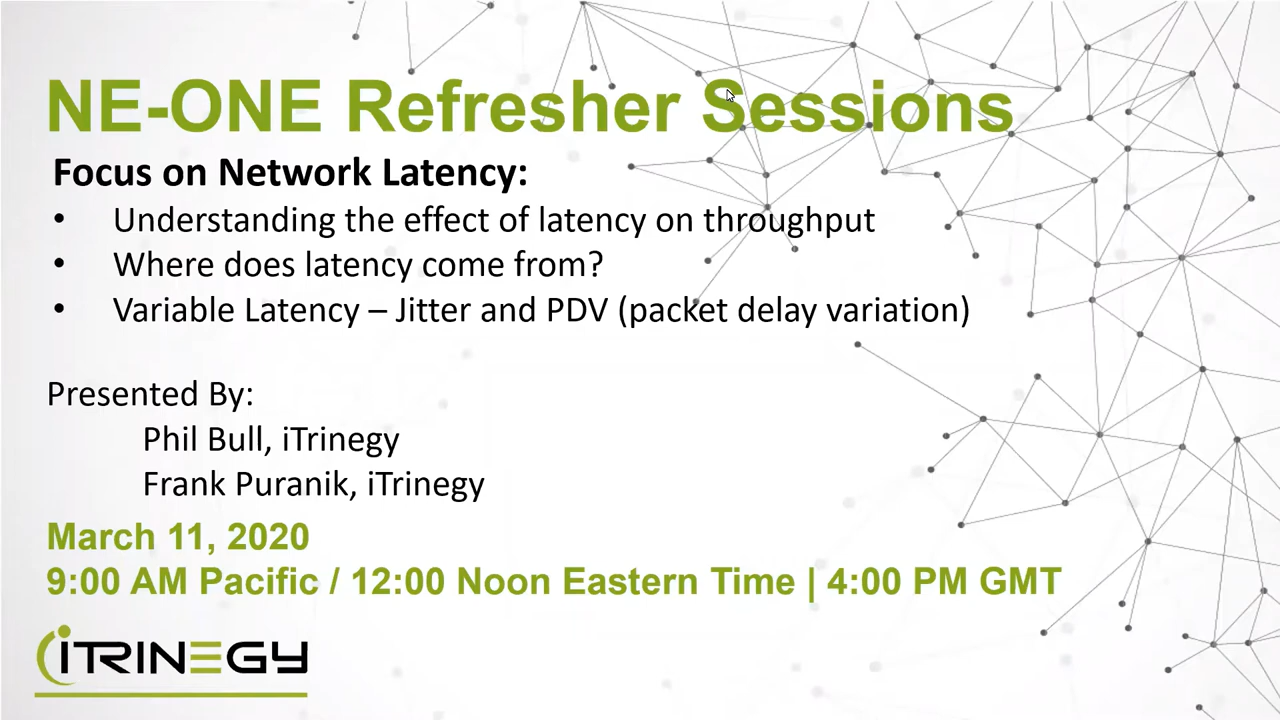 NE-ONE Refresher Sessions
Focus on Network Latency:
• Understanding the effect of latency on throughput
• Where does latency come from?
• Variable Latency – Jitter and PDV (packet delay variation)
Presented By:
Phil Bull, iTrinegy
Frank Puranik, iTrinegy
March 11, 2020
9:00 AM Pacific / 12:00 Noon Eastern Time | 4:00 PM GMT
iTRINEGY